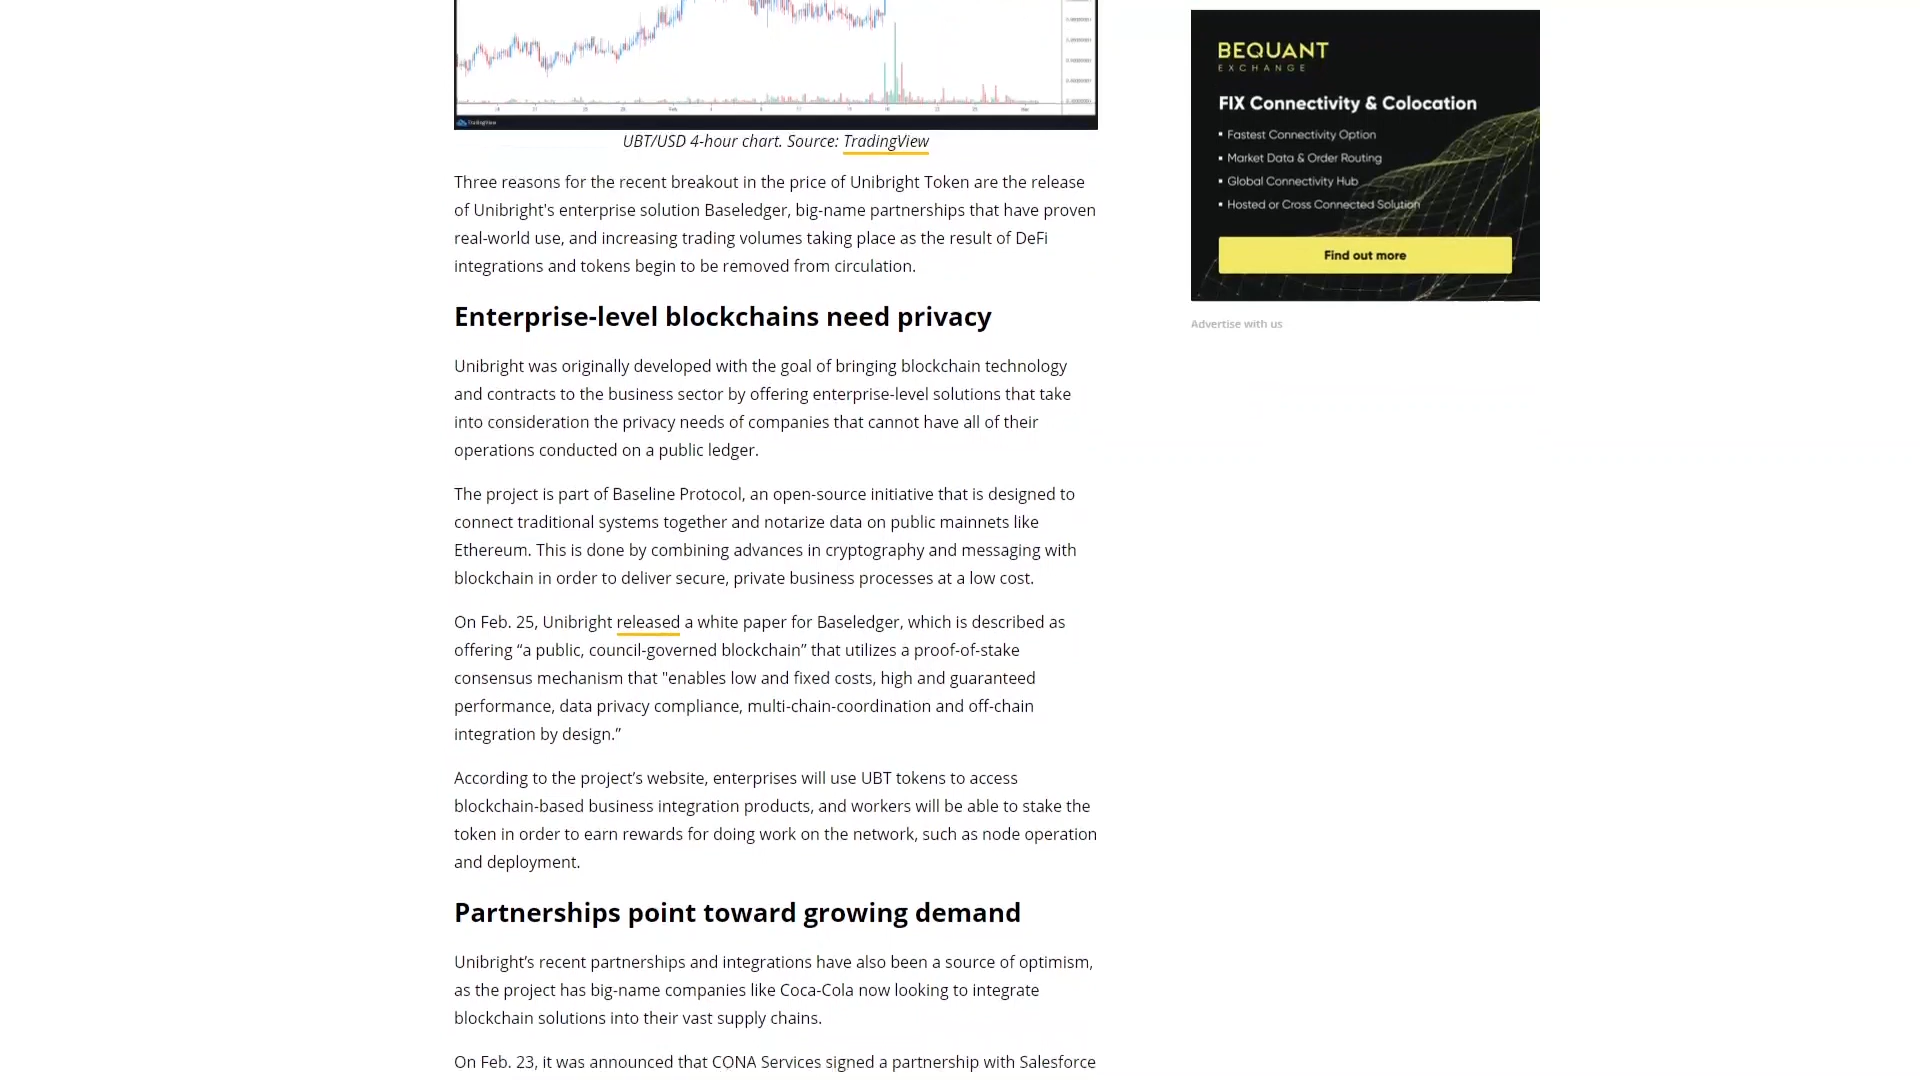 TradingView
UBT/USD 4-hour chart. Source: TradingView
Three reasons for the recent breakout in the price of Unibright Token are the release
of Unibright's enterprise solution Baseledger, big-name partnerships that have proven
real-world use, and increasing trading volumes taking place as the result of DeFi
integrations and tokens begin to be removed from circulation.
Enterprise-level blockchains need privacy
Unibright was originally developed with the goal of bringing blockchain technology
and contracts to the business sector by offering enterprise-level solutions that take
into consideration the privacy needs of companies that cannot have all of their
operations conducted on a public ledger.
The project is part of Baseline Protocol, an open-source initiative that is designed to
connect traditional systems together and notarize data on public mainnets like
Ethereum. This is done by combining advances in cryptography and messaging with
blockchain in order to deliver secure, private business processes at a low cost.
On Feb. 25, Unibright released a white paper for Baseledger, which is described as
offering “a public, council-governed blockchain” that utilizes a proof-of-stake
consensus mechanism that "enables low and fixed costs, high and guaranteed
performance, data privacy compliance, multi-chain-coordination and off-chain
integration by design.”
According to the project’s website, enterprises will use UBT tokens to access
blockchain-based business integration products, and workers will be able to stake the
token in order to earn rewards for doing work on the network, such as node operation
and deployment.
Partnerships point toward growing demand
Unibright’s recent partnerships and integrations have also been a source of optimism,
as the project has big-name companies like Coca-Cola now looking to integrate
blockchain solutions into their vast supply chains.
On Feb. 23, it was announced that CONA Services signed a partnership with Salesforce
BEQUANT
EXCHANGE
FIX Connectivity & Colocation
▪ Fastest Connectivity Option
▪ Market Data & Order Routing
▪ Global Connectivity Hub
▪ Hosted or Cross Connected Solution
Find out more
Advertise with us